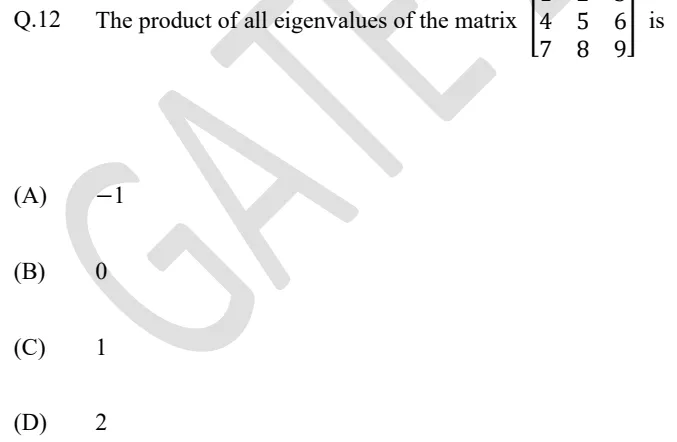 Q.12 The product of all eigenvalues of the matrix [4 5 6] is
7 8 9
(A) −1
(B) 0
(C) 1
(D) 2
GATE